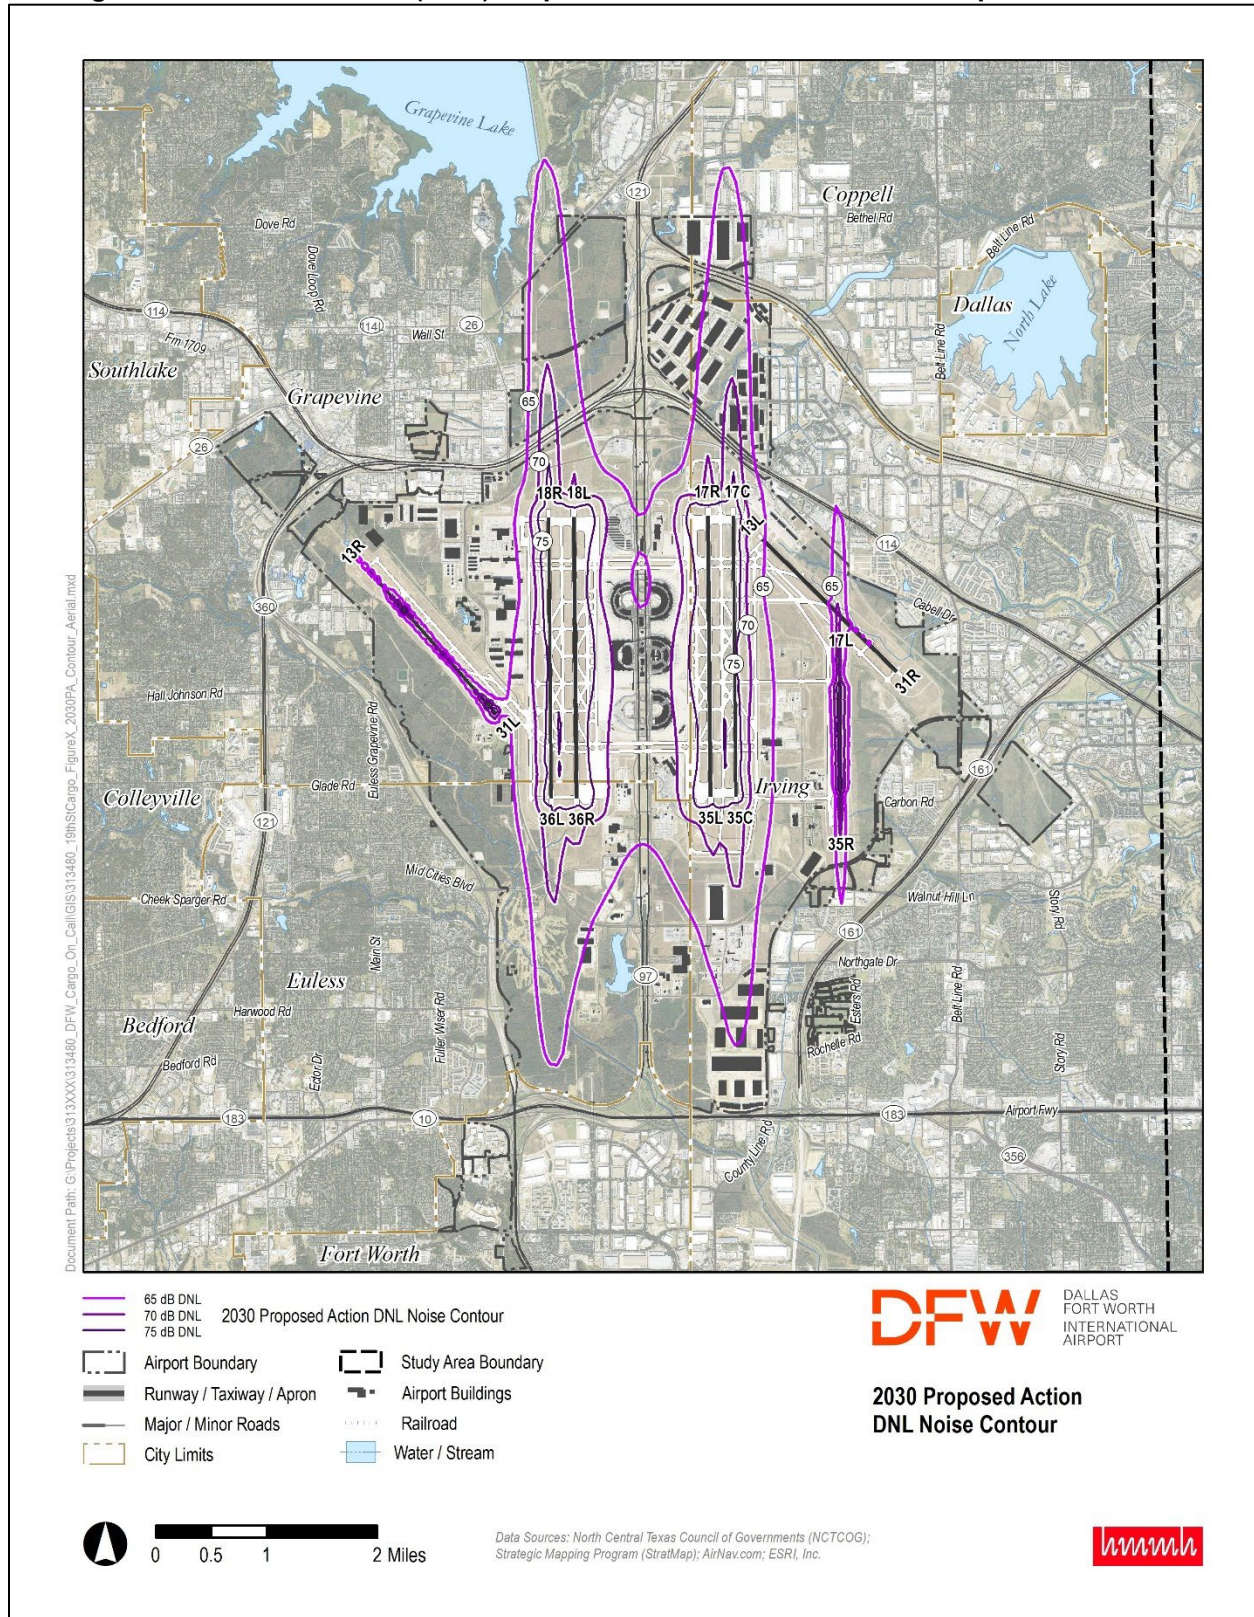 Grapevine Lake
121
Coppell
Bethel Rd
Dove Rd
Dove Loop Rd
Belt Line Rd
Dallas
North Lake
114
114L
26
Wall St
Fm 1709
Belt Line Rd
Southlake
Grapevine
65
26
70
18R 18L
17R 17C
13L
75
13R
114
65
65
Cabell Dr
360
70
17L
75
31R
Hall Johnson Rd
Euless Grapevine Rd
31L
161
Glade Rd
Irving
Colleyville
Carbon Rd
121
36L 36R
35L 35C
35R
Mid Cities Blvd
Cheek Sparger Rd
Walnut Hill Ln
Story Rd
161
Main St
Northgate Dr
97
Euless
Esters Rd
Belt Line Rd
Harwood Rd
Bedford
Fuller Wiser Rd
Rochelle Rd
Bedford Rd
Ector Dr
Story Rd
183
10
183
Airport Fwy
County Line Rd
356
Fort Worth
Document Path: G:\Projects\313XXX\313480_DFW_Cargo_On_Call\GIS\313480_19thStCargo_FigureX_2030PA_Contour_Aerial.mxd
65 dB DNL
70 dB DNL
75 dB DNL
2030 Proposed Action DNL Noise Contour
Airport Boundary
Study Area Boundary
Runway / Taxiway / Apron
Airport Buildings
Major / Minor Roads
Railroad
City Limits
Water / Stream
DFW
DALLAS
FORT WORTH
INTERNATIONAL
AIRPORT
2030 Proposed Action
DNL Noise Contour
0 0.5 1 2 Miles
Data Sources: North Central Texas Council of Governments (NCTCOG);
Strategic Mapping Program (StratMap); AirNav.com; ESRI, Inc.
hmmh